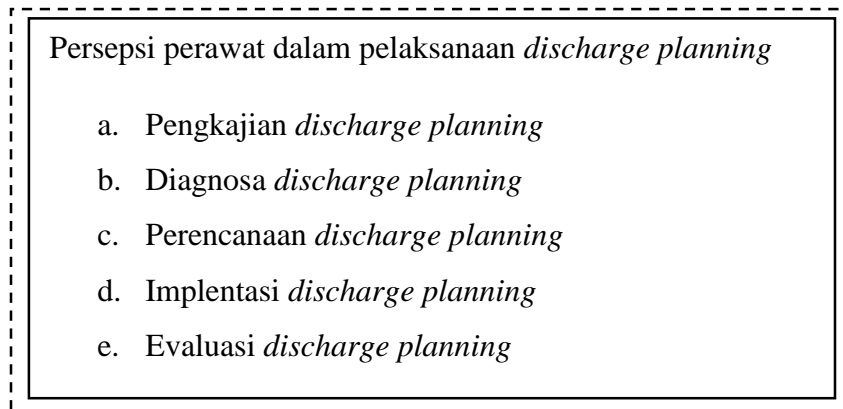 Persepsi perawat dalam pelaksanaan discharge planning
a. Pengkajian discharge planning
b. Diagnosa discharge planning
c. Perencanaan discharge planning
d. Implentasi discharge planning
e. Evaluasi discharge planning